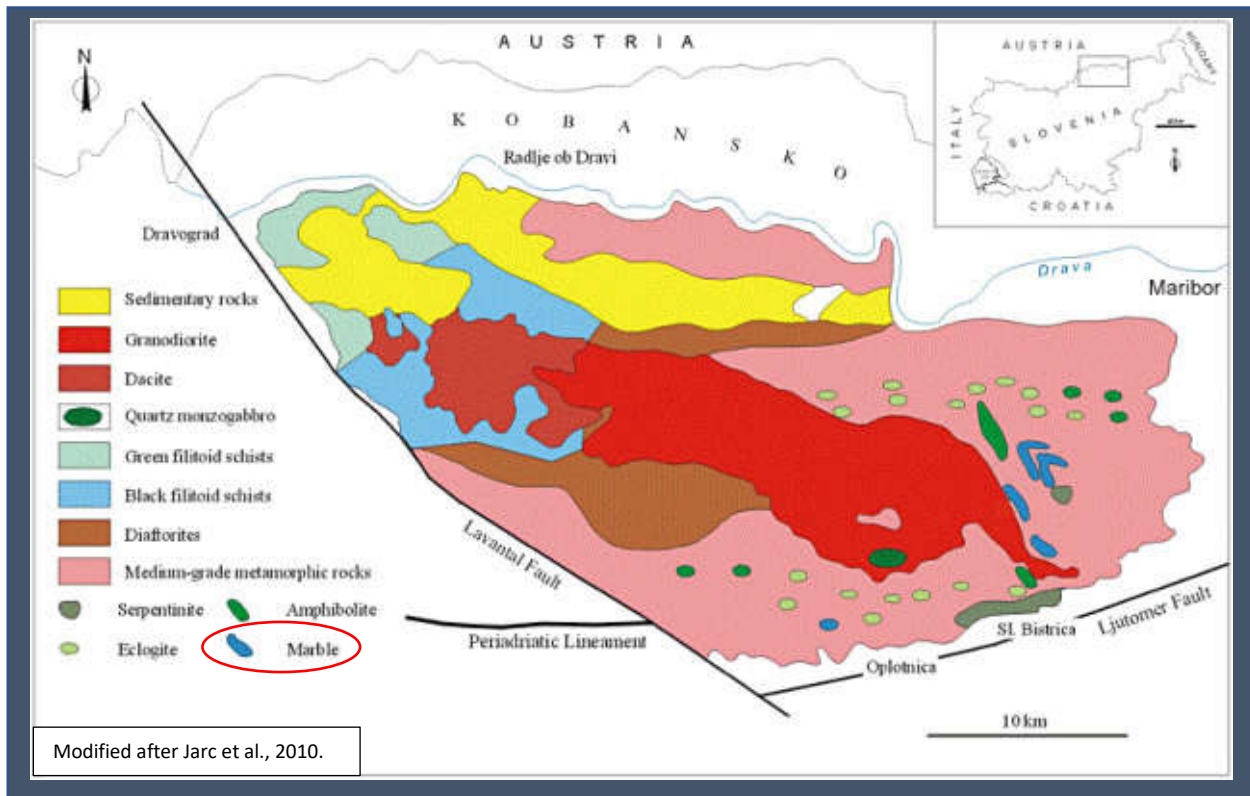 A U S T R I A
N
K O B A N S K O
Radlje ob Dravi
Dravograd
Drava
Maribor
AUSTRIA
HUNGARY
ITALY
SLOVENIA
CROATIA
Sedimentary rocks
Granodiorite
Dacite
Quartz monzogabbro
Green filitoid schists
Black filitoid schists
Diaftorites
Medium-grade metamorphic rocks
Serpentinite
Amphibolite
Eclogite
Marble
Lavantal Fault
Periadriatic Lineament
Sl. Bistrica
Ljutomer Fault
Oplotnica
10 km
Modified after Jarc et al., 2010.